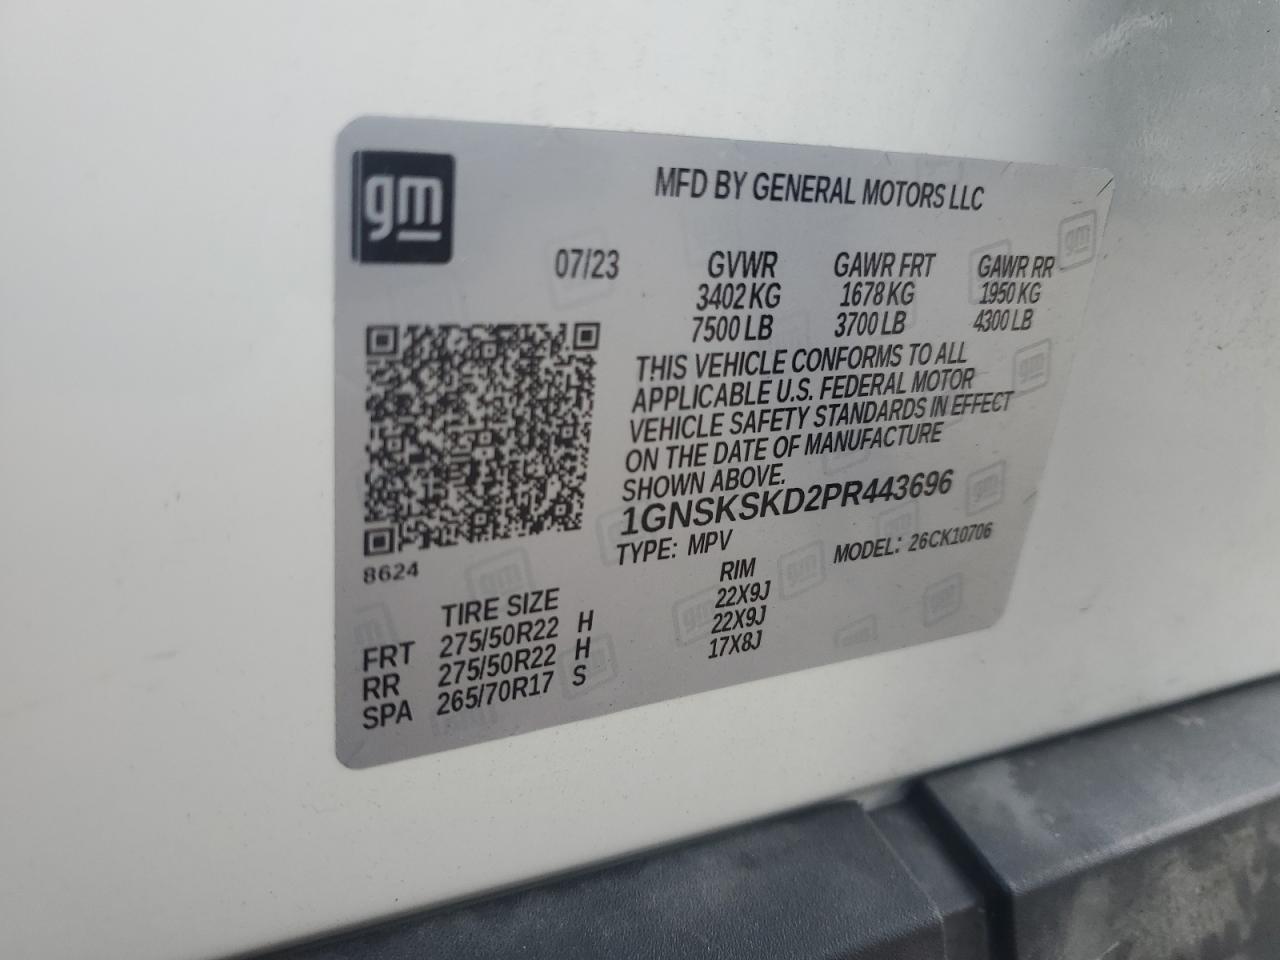 gm
MFD BY GENERAL MOTORS LLC
07/23 GVWR GAWR FRT GAWR RR
3402 KG 1678 KG 1950 KG
7500 LB 3700 LB 4300 LB
THIS VEHICLE CONFORMS TO ALL
APPLICABLE U.S. FEDERAL MOTOR
VEHICLE SAFETY STANDARDS IN EFFECT
ON THE DATE OF MANUFACTURE
SHOWN ABOVE.
1GNSKSKD2PR443696
TYPE: MPV MODEL: 26CK10706
8624
TIRE SIZE RIM
FRT 275/50R22 H 22X9J
RR 275/50R22 H 22X9J
SPA 265/70R17 S 17X8J